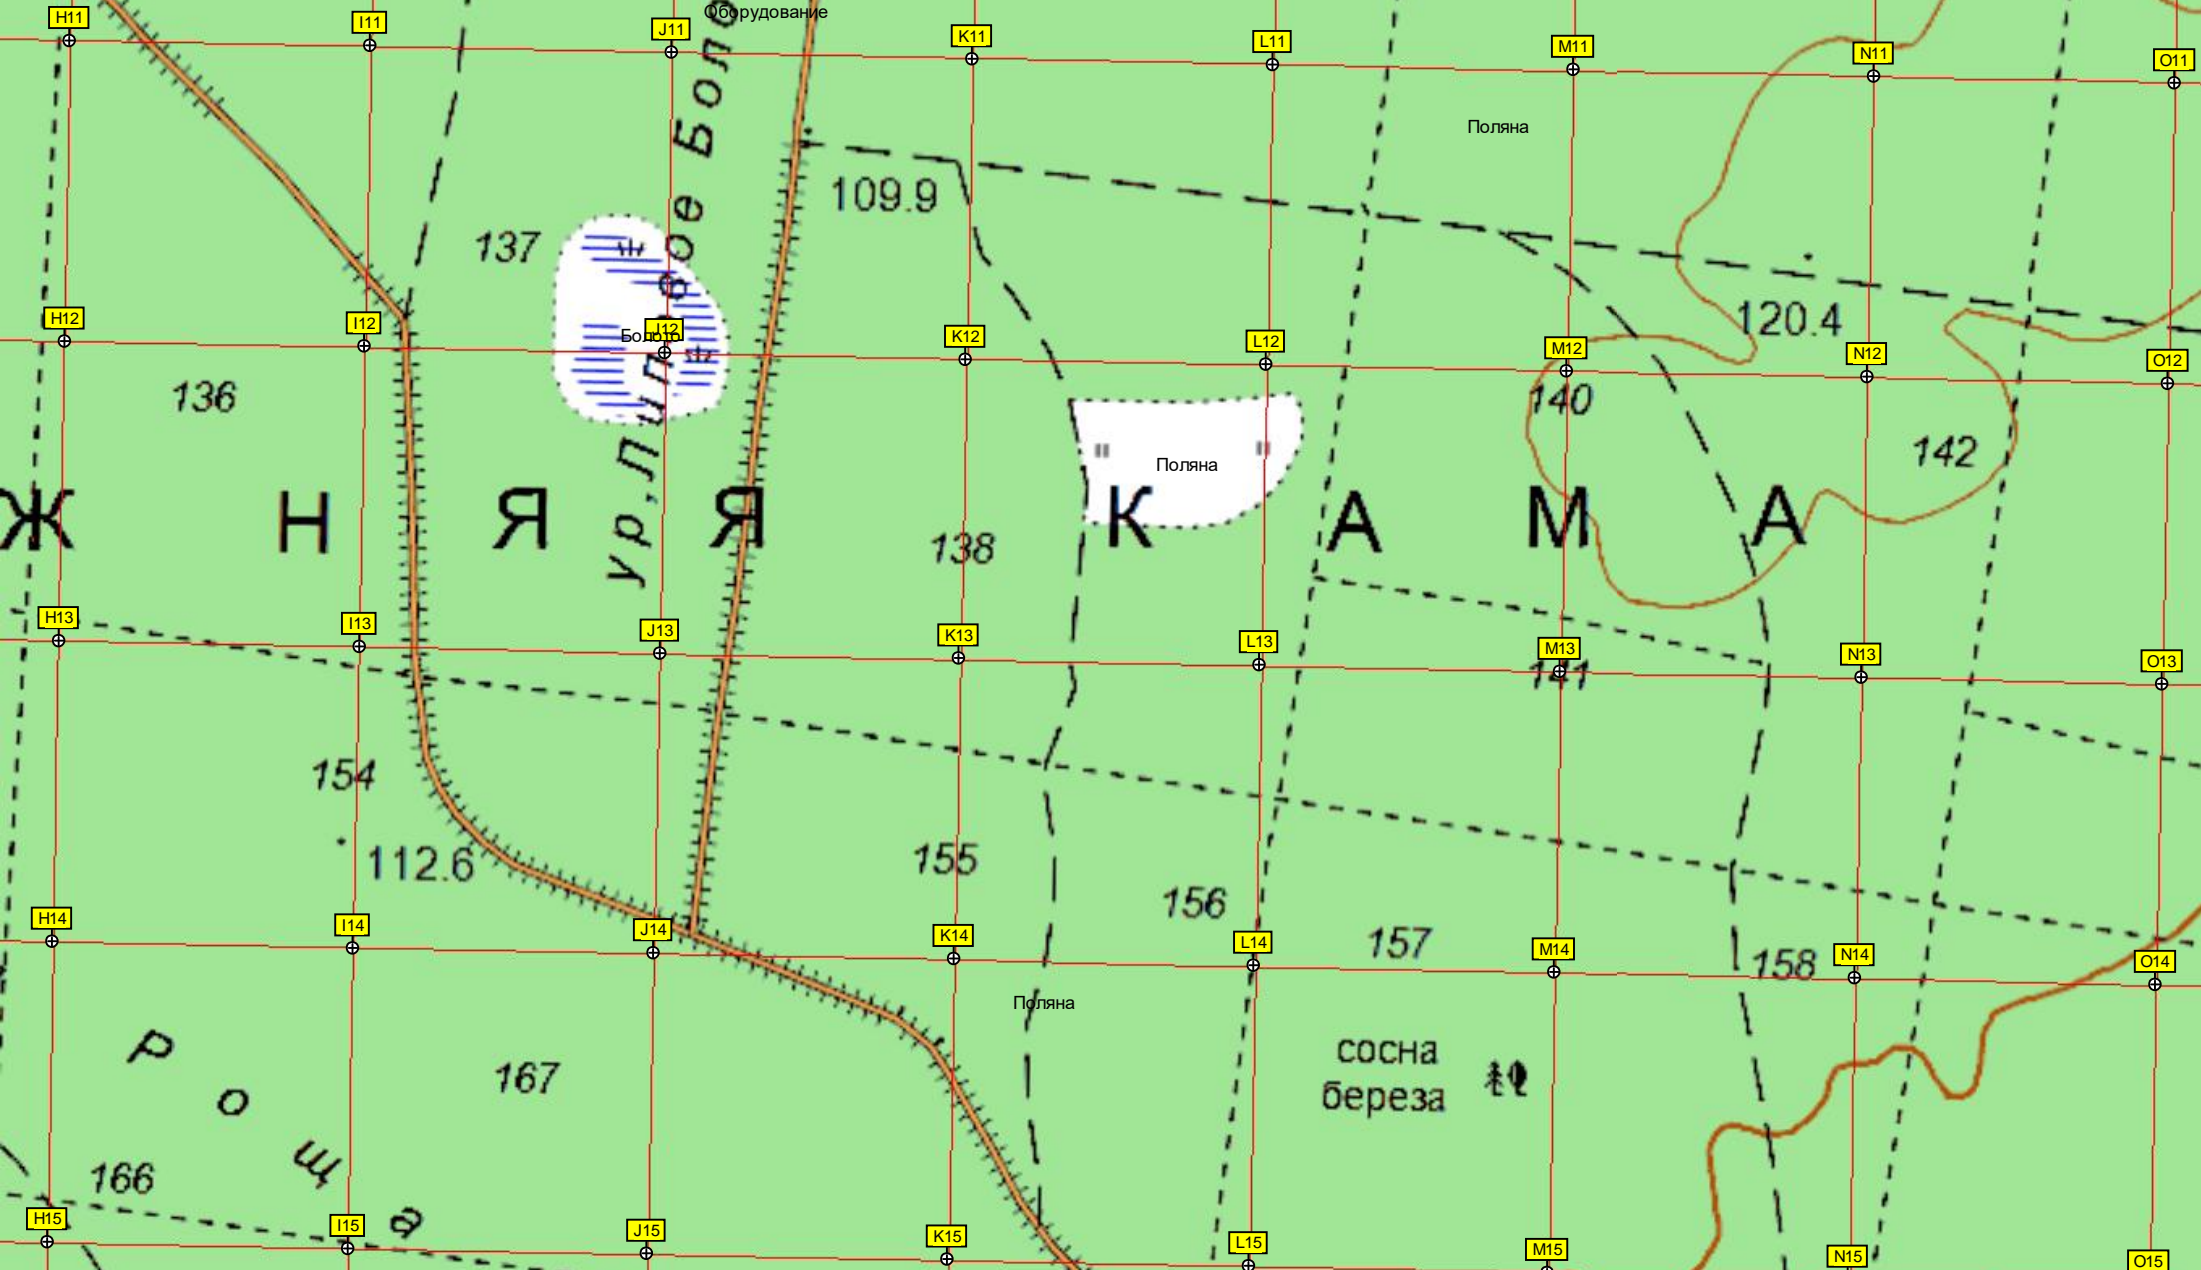 Оборудование
H11 I11 J11 K11 L11 M11 N11 O11
Поляна
109.9
137
120.4
H12 I12 J12 K12 L12 M12 N12 O12
Болото
136
140
142
Поляна
ур. Липовое Боло
Ж Н Я Я К А М А
138
H13 I13 J13 K13 L13 M13 N13 O13
141
154
112.6
155
156
H14 I14 J14 K14 L14 M14 N14 O14
157
158
Поляна
Роща
167
сосна
береза
166
H15 I15 J15 K15 L15 M15 N15 O15